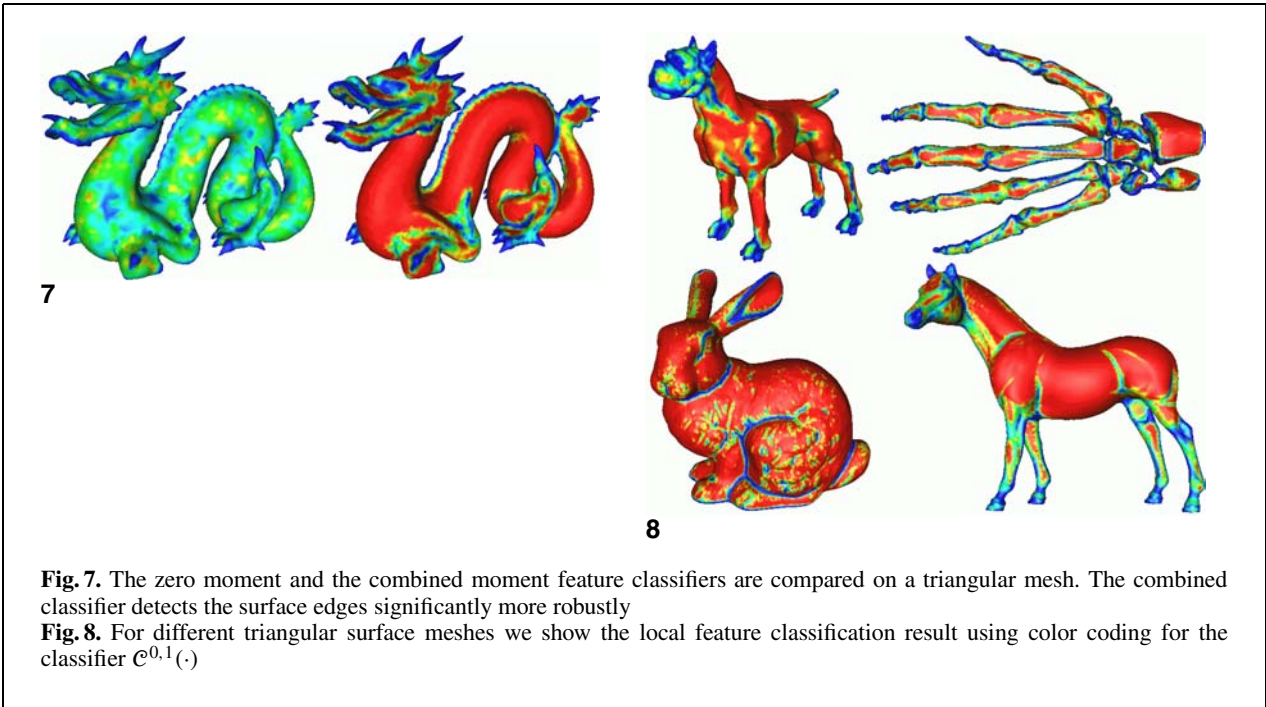 7
8
Fig. 7. The zero moment and the combined moment feature classifiers are compared on a triangular mesh. The combined
classifier detects the surface edges significantly more robustly
Fig. 8. For different triangular surface meshes we show the local feature classification result using color coding for the
classifier 𝒞^{0,1}(·)